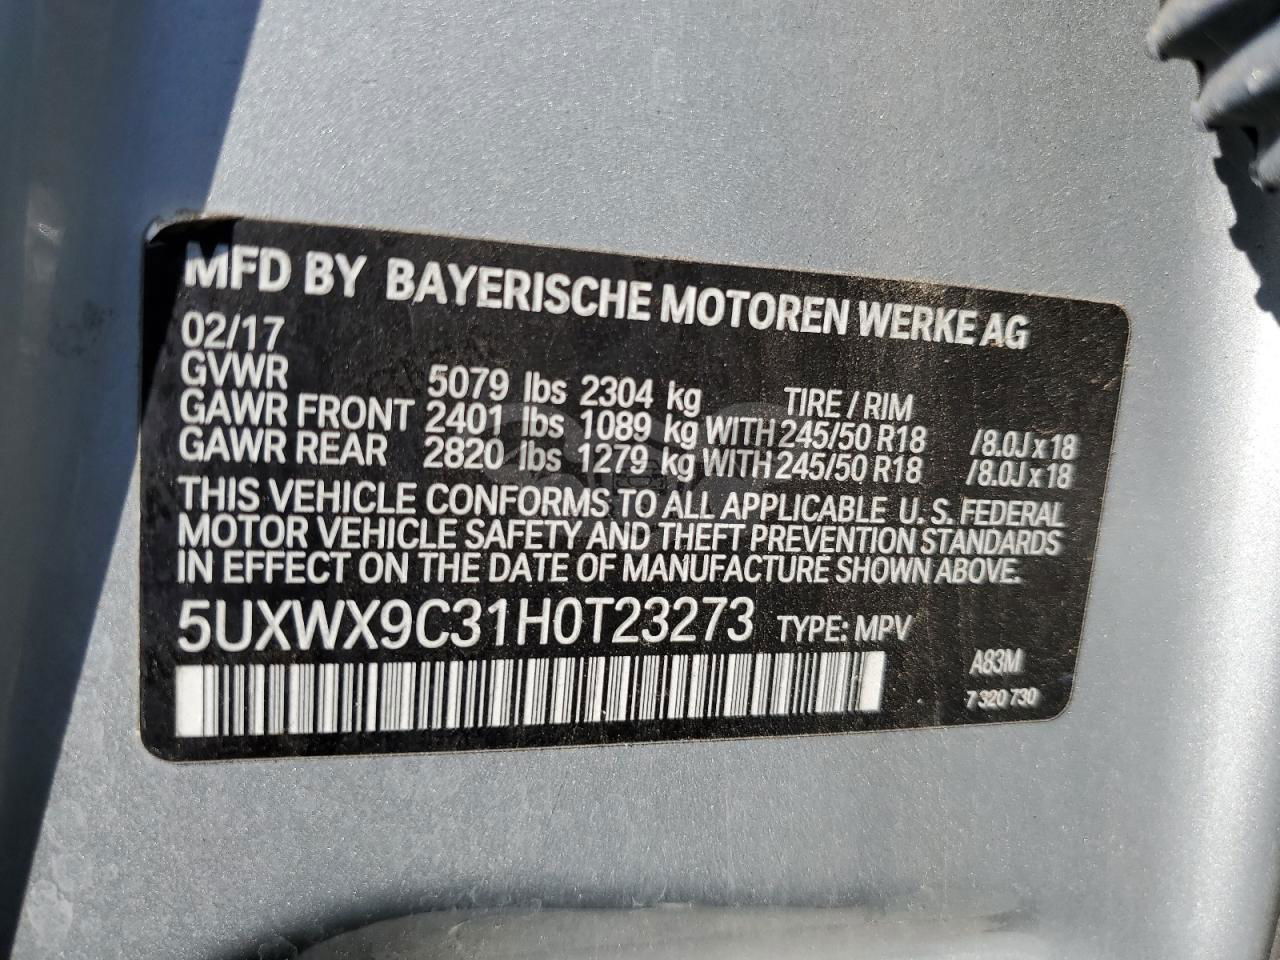 MFD BY BAYERISCHE MOTOREN WERKE AG
02/17
GVWR 5079 lbs 2304 kg TIRE / RIM
GAWR FRONT 2401 lbs 1089 kg WITH 245/50 R18 /8.0J x 18
GAWR REAR 2820 lbs 1279 kg WITH 245/50 R18 /8.0J x 18
THIS VEHICLE CONFORMS TO ALL APPLICABLE U.S. FEDERAL
MOTOR VEHICLE SAFETY AND THEFT PREVENTION STANDARDS
IN EFFECT ON THE DATE OF MANUFACTURE SHOWN ABOVE.
5UXWX9C31H0T23273 TYPE: MPV
A83M
7 320 730